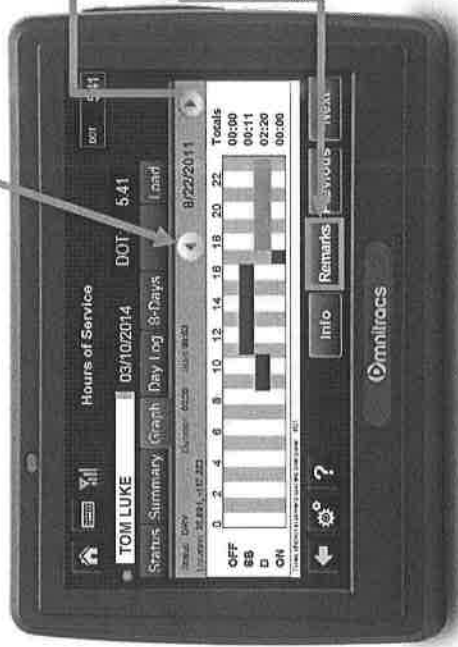 Hours of Service
TOM LUKE 03/10/2014 DOT: 5:41
DOT 5:41
Status Summary Graph Day Log 8-Days Load
8/22/2011
0 2 4 6 8 10 12 14 16 18 20 22 Totals
OFF 00:00
SB 00:11
D 02:20
ON 00:00
?
Info Remarks Previous Next
Omnitracs